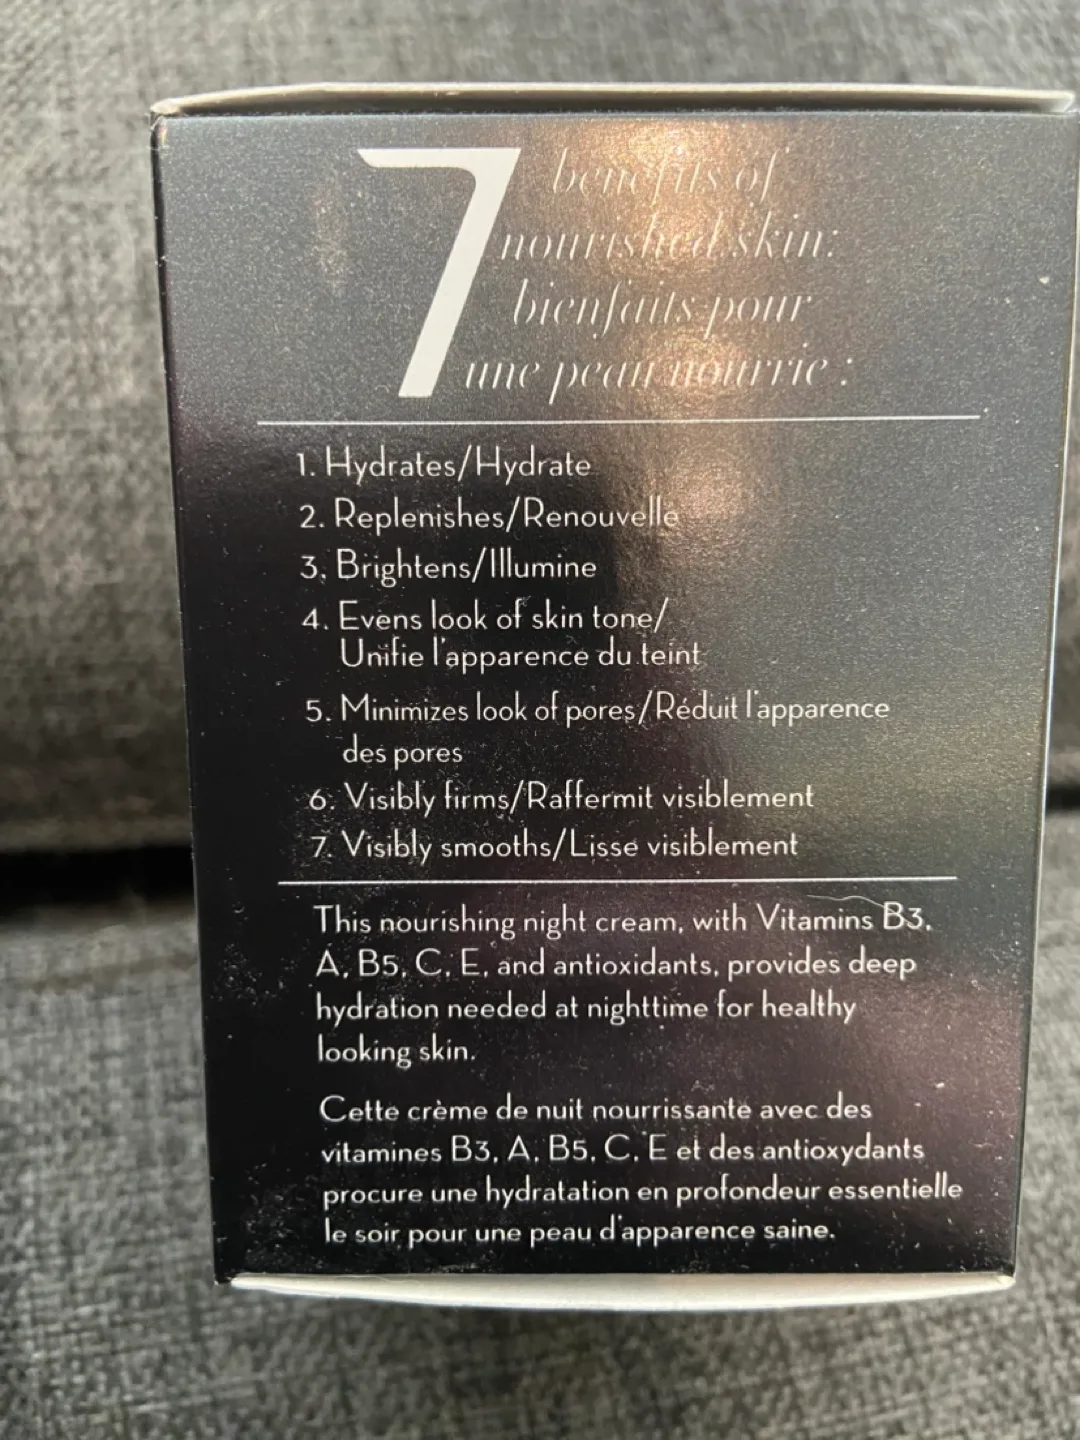 7 benefits of
nourished skin:
bienfaits pour
une peau nourrie :
1. Hydrates/Hydrate
2. Replenishes/Renouvelle
3. Brightens/Illumine
4. Evens look of skin tone/
Unifie l'apparence du teint
5. Minimizes look of pores/Réduit l'apparence
des pores
6. Visibly firms/Raffermit visiblement
7. Visibly smooths/Lisse visiblement
This nourishing night cream, with Vitamins B3,
A, B5, C, E, and antioxidants, provides deep
hydration needed at nighttime for healthy
looking skin.
Cette crème de nuit nourrissante avec des
vitamines B3, A, B5, C, E et des antioxydants
procure une hydratation en profondeur essentielle
le soir pour une peau d'apparence saine.